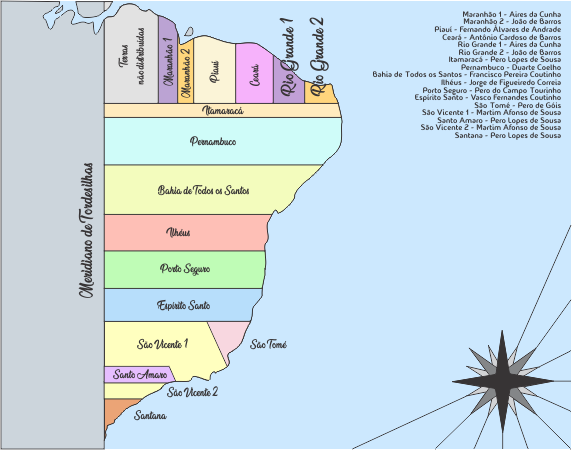 Maranhão 1 - Aires da Cunha
Maranhão 2 - João de Barros
Piauí - Fernando Álvares de Andrade
Ceará - Antônio Cardoso de Barros
Rio Grande 1 - Aires da Cunha
Rio Grande 2 - João de Barros
Itamaracá - Pero Lopes de Sousa
Pernambuco - Duarte Coelho
Bahia de Todos os Santos - Francisco Pereira Coutinho
Ilhéus - Jorge de Figueiredo Correia
Porto Seguro - Pero do Campo Tourinho
Espírito Santo - Vasco Fernandes Coutinho
São Tomé - Pero de Góis
São Vicente 1 - Martim Afonso de Sousa
Santo Amaro - Pero Lopes de Sousa
São Vicente 2 - Martim Afonso de Sousa
Santana - Pero Lopes de Sousa
Terras
não distribuídas
Maranhão 1
Maranhão 2
Piauí
Ceará
Rio Grande 1
Rio Grande 2
Itamaracá
Pernambuco
Bahia de Todos os Santos
Ilhéus
Porto Seguro
Espírito Santo
São Vicente 1
São Tomé
Santo Amaro
São Vicente 2
Santana
Meridiano de Tordesilhas